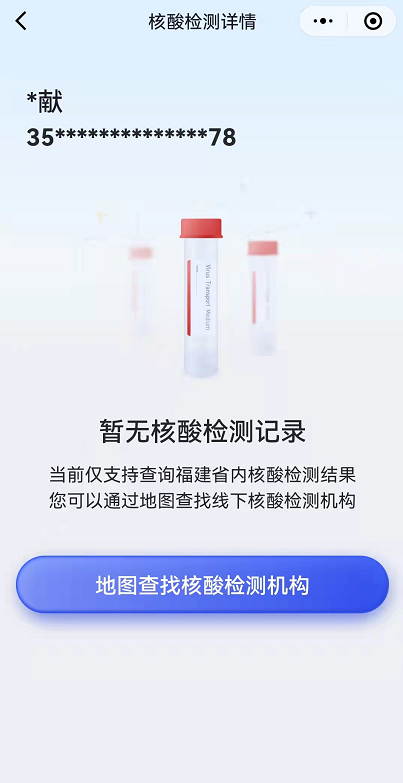 核酸检测详情
*献
35**************78
Virus Transport Medium
暂无核酸检测记录
当前仅支持查询福建省内核酸检测结果
您可以通过地图查找线下核酸检测机构
地图查找核酸检测机构